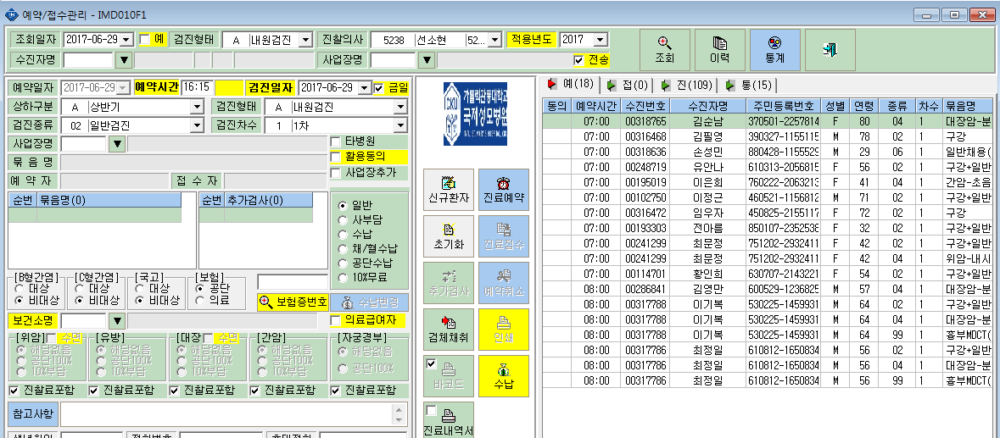 예약/접수관리 - IMD010F1
조회일자 2017-06-29 예 검진형태 A 내원검진 진찰의사 5238 선소현 52... 적용년도 2017
수진자명 사업장명 전송
조회 이력 통계
예약일자 2017-06-29 예약시간 16:15 검진일자 2017-06-29 금일
상하구분 A 상반기 검진형태 A 내원검진
검진종류 02 일반검진 검진차수 1 1차
사업장명 타병원
묶 음 명 활용동의
사업장추가
예 약 자 접 수 자
순번 묶음명(0) 순번 추가검사(0)
일반
사부담
수납
채/혈수납
공단수납
10%무료
[B형간염] [C형간염] [국고] [보험]
대상 대상 대상 공단
비대상 비대상 비대상 의료
보험증번호 수납변경
보건소명 의료급여자
[위암] 수면 [유방] [대장] 수면 [간암] [자궁경부]
해당없음 해당없음 해당없음 해당없음 해당없음
공단100% 공단100% 공단100% 공단100% 공단100%
10%부담 10%부담 10%부담 10%부담
진찰료포함 진찰료포함 진찰료포함 진찰료포함 진찰료포함
참고사항
가톨릭관동대학교
국제성모병원
CKU
신규환자 진료예약
초기화 진료접수
추가검사 예약취소
검체채취 인쇄
바코드 수납
진료내역서
예(18) 접(0) 진(109) 통(15)
동의 예약시간 수진번호 수진자명 주민등록번호 성별 연령 종류 차수 묶음명
07:00 00318765 김순남 370501-2257814 F 80 04 1 대장암-분
07:00 00316468 김필영 390327-1155115 M 78 02 1 구강
07:00 00318636 손성민 880428-1155529 M 29 06 1 일반채용(
07:00 00248719 유안나 610313-2056815 F 56 02 1 구강+일반
07:00 00195019 이은희 760222-2063213 F 41 04 1 간암-초음
07:00 00102750 이정근 460521-1156812 M 71 02 1 구강+일반
07:00 00316472 임우자 450825-2155117 F 72 02 1 구강
07:00 00193303 전마름 850107-2352536 F 32 02 1 구강+일반
07:00 00241299 최문정 751202-2932411 F 42 02 1 구강+일반
07:00 00241299 최문정 751202-2932411 F 42 04 1 위암-내시
07:00 00114701 황인희 630707-2143221 F 54 02 1 구강+일반
08:00 00286841 김영만 600529-1236825 M 57 04 1 대장암-분
08:00 00317788 이기복 530225-1459931 M 64 02 1 구강+일반
08:00 00317788 이기복 530225-1459931 M 64 04 1 대장암-분
08:00 00317788 이기복 530225-1459931 M 64 99 1 흉부MDCT(
08:00 00317786 최정일 610812-1650834 M 56 02 1 구강+일반
08:00 00317786 최정일 610812-1650834 M 56 04 1 대장암-분
08:00 00317786 최정일 610812-1650834 M 56 99 1 흉부MDCT(